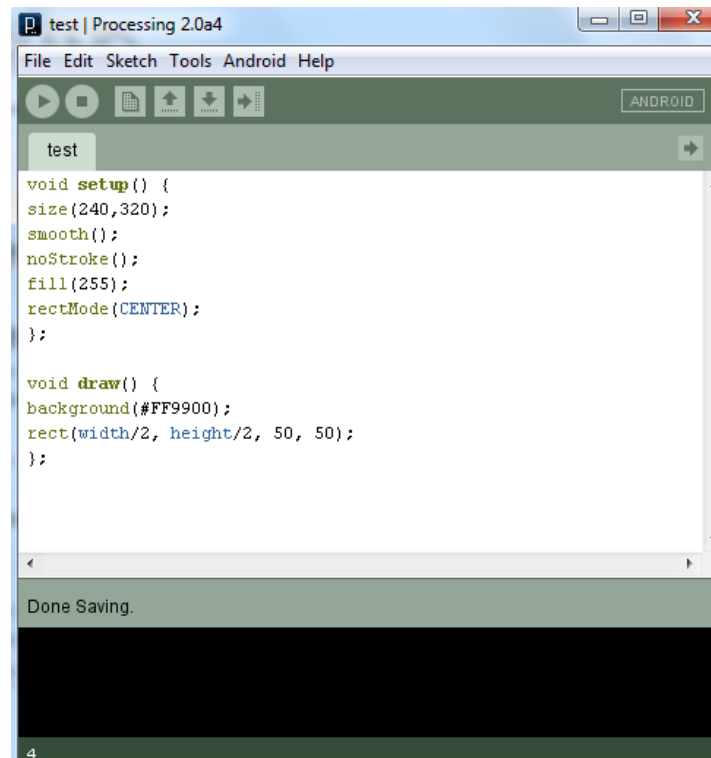 test | Processing 2.0a4
File Edit Sketch Tools Android Help
ANDROID
test
void setup() {
size(240,320);
smooth();
noStroke();
fill(255);
rectMode(CENTER);
};
void draw() {
background(#FF9900);
rect(width/2, height/2, 50, 50);
};
Done Saving.
4